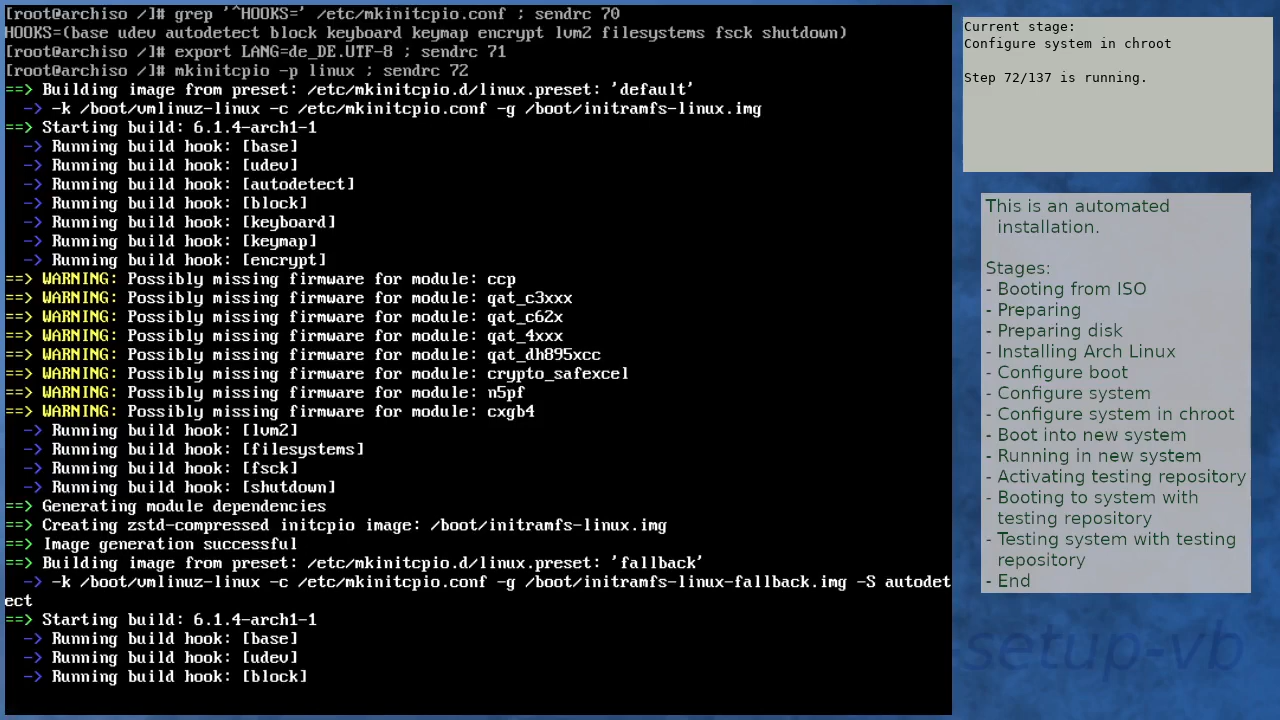 [root@archiso /]# grep '^HOOKS=' /etc/mkinitcpio.conf ; sendrc 70
HOOKS=(base udev autodetect block keyboard keymap encrypt lvm2 filesystems fsck shutdown)
[root@archiso /]# export LANG=de_DE.UTF-8 ; sendrc 71
[root@archiso /]# mkinitcpio -p linux ; sendrc 72
==> Building image from preset: /etc/mkinitcpio.d/linux.preset: 'default'
-> -k /boot/vmlinuz-linux -c /etc/mkinitcpio.conf -g /boot/initramfs-linux.img
==> Starting build: 6.1.4-arch1-1
-> Running build hook: [base]
-> Running build hook: [udev]
-> Running build hook: [autodetect]
-> Running build hook: [block]
-> Running build hook: [keyboard]
-> Running build hook: [keymap]
-> Running build hook: [encrypt]
==> WARNING: Possibly missing firmware for module: ccp
==> WARNING: Possibly missing firmware for module: qat_c3xxx
==> WARNING: Possibly missing firmware for module: qat_c62x
==> WARNING: Possibly missing firmware for module: qat_4xxx
==> WARNING: Possibly missing firmware for module: qat_dh895xcc
==> WARNING: Possibly missing firmware for module: crypto_safexcel
==> WARNING: Possibly missing firmware for module: n5pf
==> WARNING: Possibly missing firmware for module: cxgb4
-> Running build hook: [lvm2]
-> Running build hook: [filesystems]
-> Running build hook: [fsck]
-> Running build hook: [shutdown]
==> Generating module dependencies
==> Creating zstd-compressed initcpio image: /boot/initramfs-linux.img
==> Image generation successful
==> Building image from preset: /etc/mkinitcpio.d/linux.preset: 'fallback'
-> -k /boot/vmlinuz-linux -c /etc/mkinitcpio.conf -g /boot/initramfs-linux-fallback.img -S autodet
ect
==> Starting build: 6.1.4-arch1-1
-> Running build hook: [base]
-> Running build hook: [udev]
-> Running build hook: [block]
Current stage:
Configure system in chroot
Step 72/137 is running.
This is an automated
installation.
Stages:
- Booting from ISO
- Preparing
- Preparing disk
- Installing Arch Linux
- Configure boot
- Configure system
- Configure system in chroot
- Boot into new system
- Running in new system
- Activating testing repository
- Booting to system with
testing repository
- Testing system with testing
repository
- End
-setup-vb